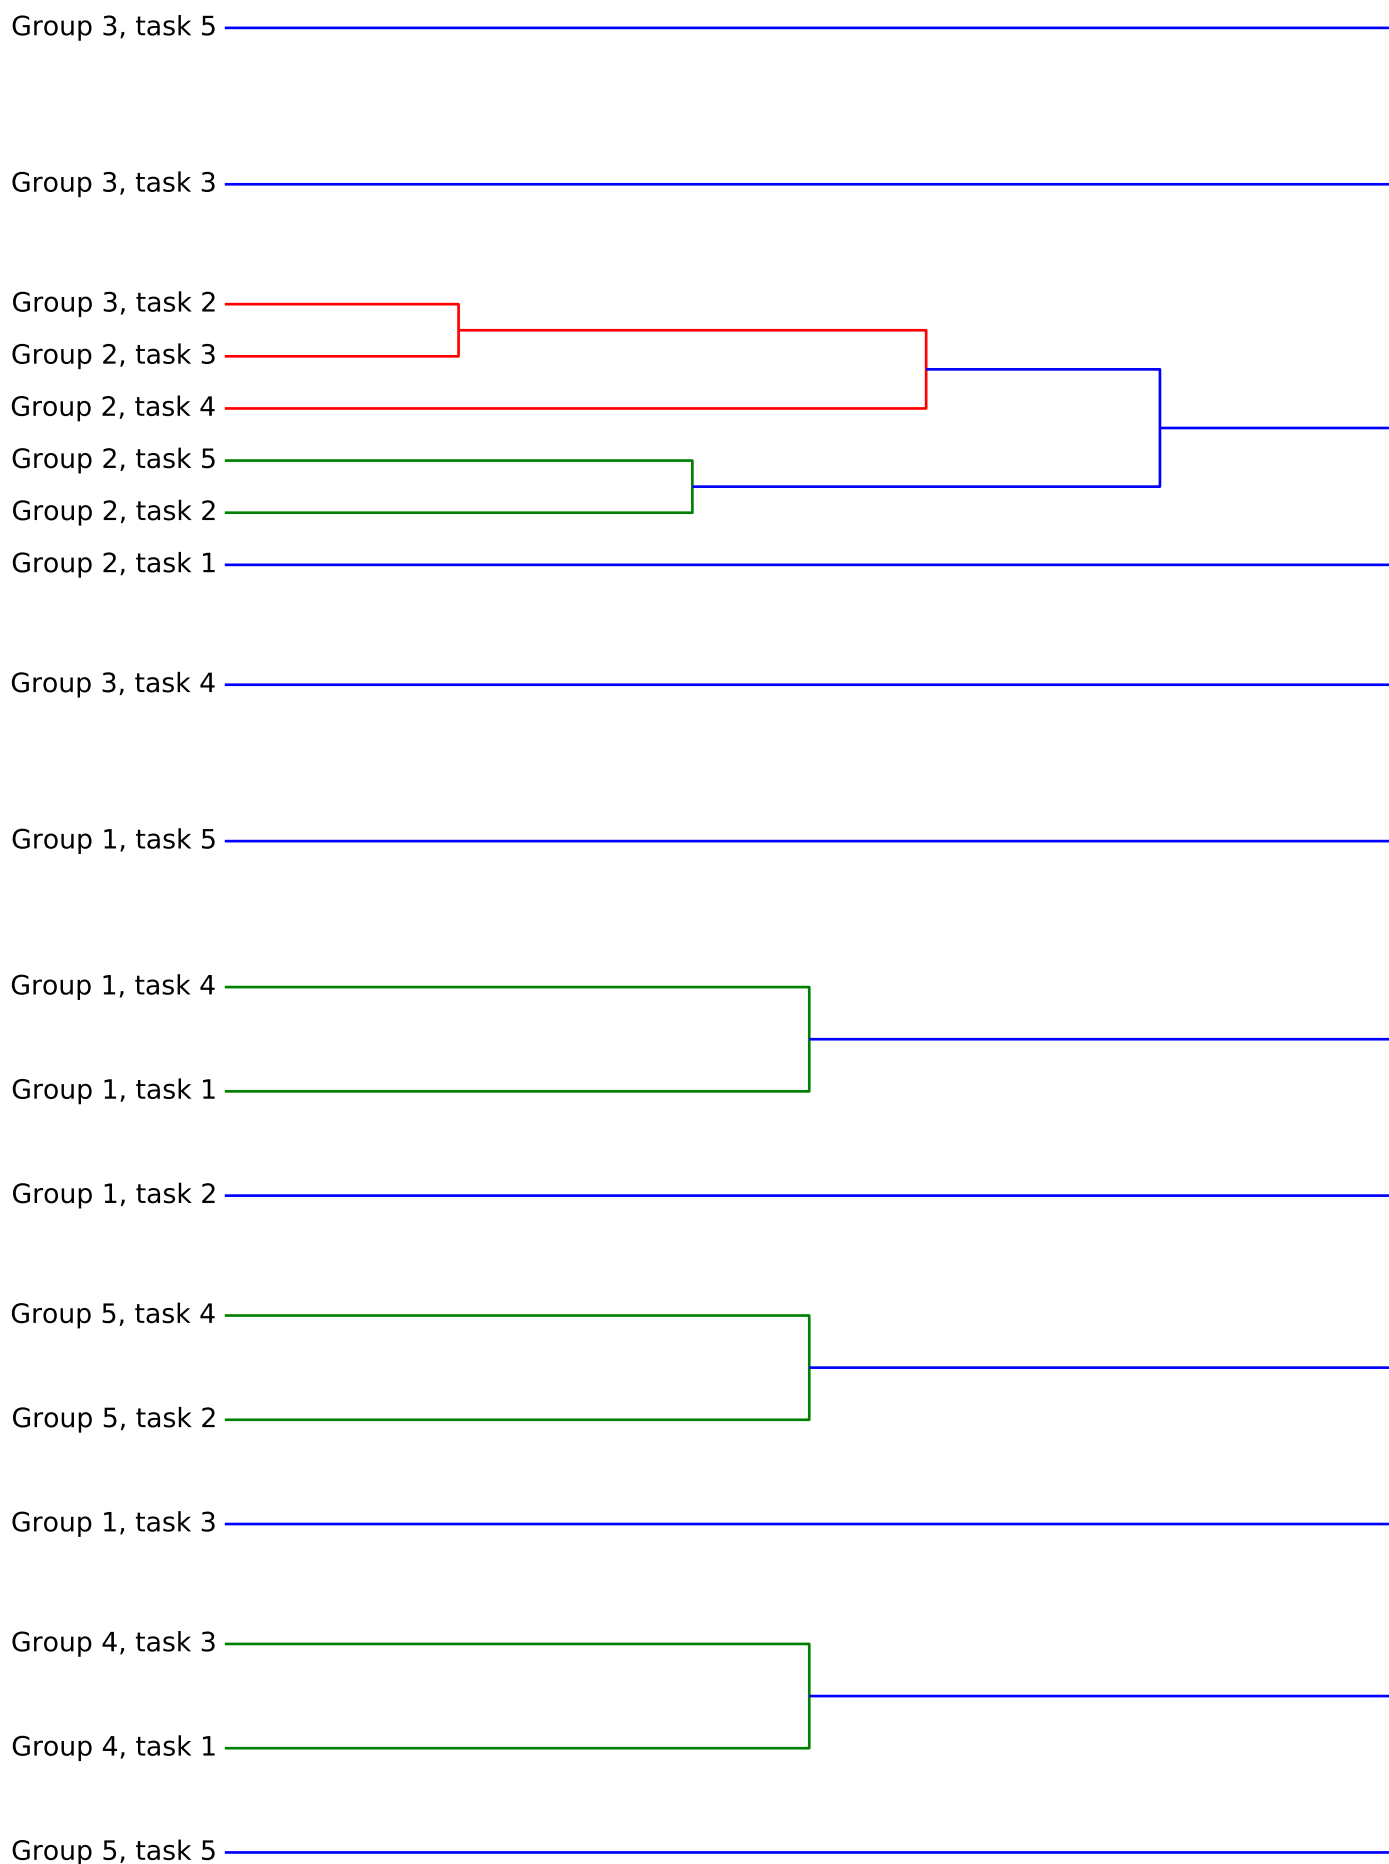 Group 3, task 5
Group 3, task 3
Group 3, task 2
Group 2, task 3
Group 2, task 4
Group 2, task 5
Group 2, task 2
Group 2, task 1
Group 3, task 4
Group 1, task 5
Group 1, task 4
Group 1, task 1
Group 1, task 2
Group 5, task 4
Group 5, task 2
Group 1, task 3
Group 4, task 3
Group 4, task 1
Group 5, task 5